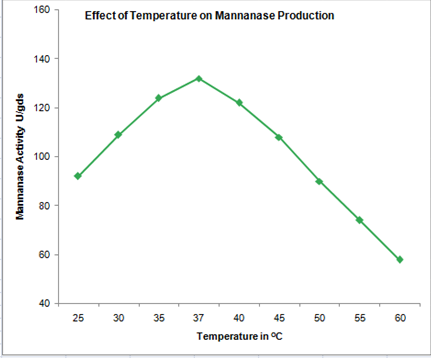 Effect of Temperature on Mannanase Production
160
140
120
100
80
60
40
Mannanase Activity U/gds
25 30 35 37 40 45 50 55 60
Temperature in ⁰C